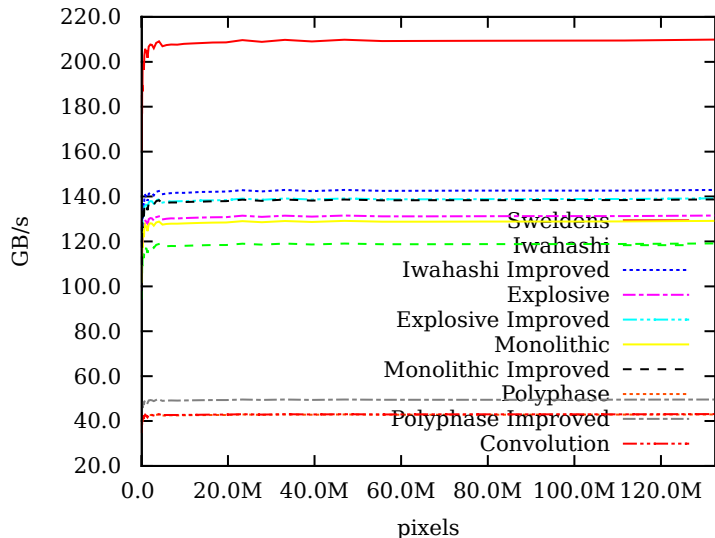 220.0
200.0
180.0
160.0
140.0
120.0
100.0
80.0
60.0
40.0
20.0
GB/s
Sweldens
Iwahashi
Iwahashi Improved
Explosive
Explosive Improved
Monolithic
Monolithic Improved
Polyphase
Polyphase Improved
Convolution
0.0 20.0M 40.0M 60.0M 80.0M 100.0M 120.0M
pixels